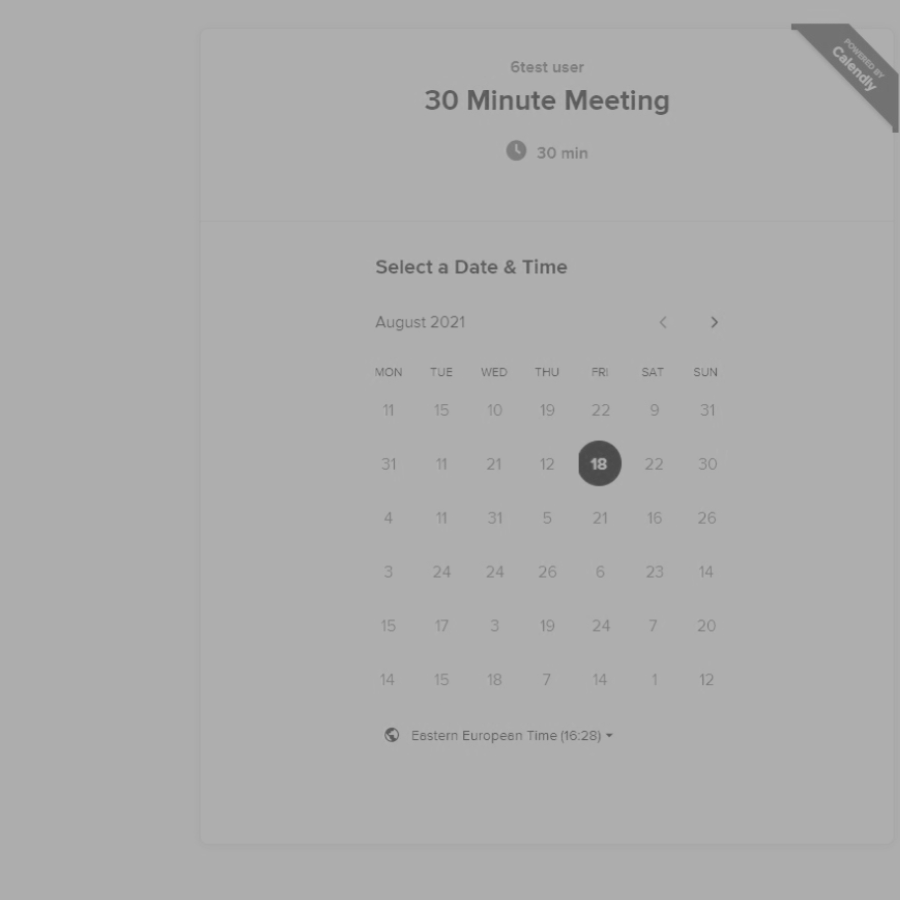 POWERED BY
Calendly
6test user
30 Minute Meeting
30 min
Select a Date & Time
August 2021
MON TUE WED THU FRI SAT SUN
11 15 10 19 22 9 31
31 11 21 12 18 22 30
4 11 31 5 21 16 26
3 24 24 26 6 23 14
15 17 3 19 24 7 20
14 15 18 7 14 1 12
Eastern European Time (16:28)